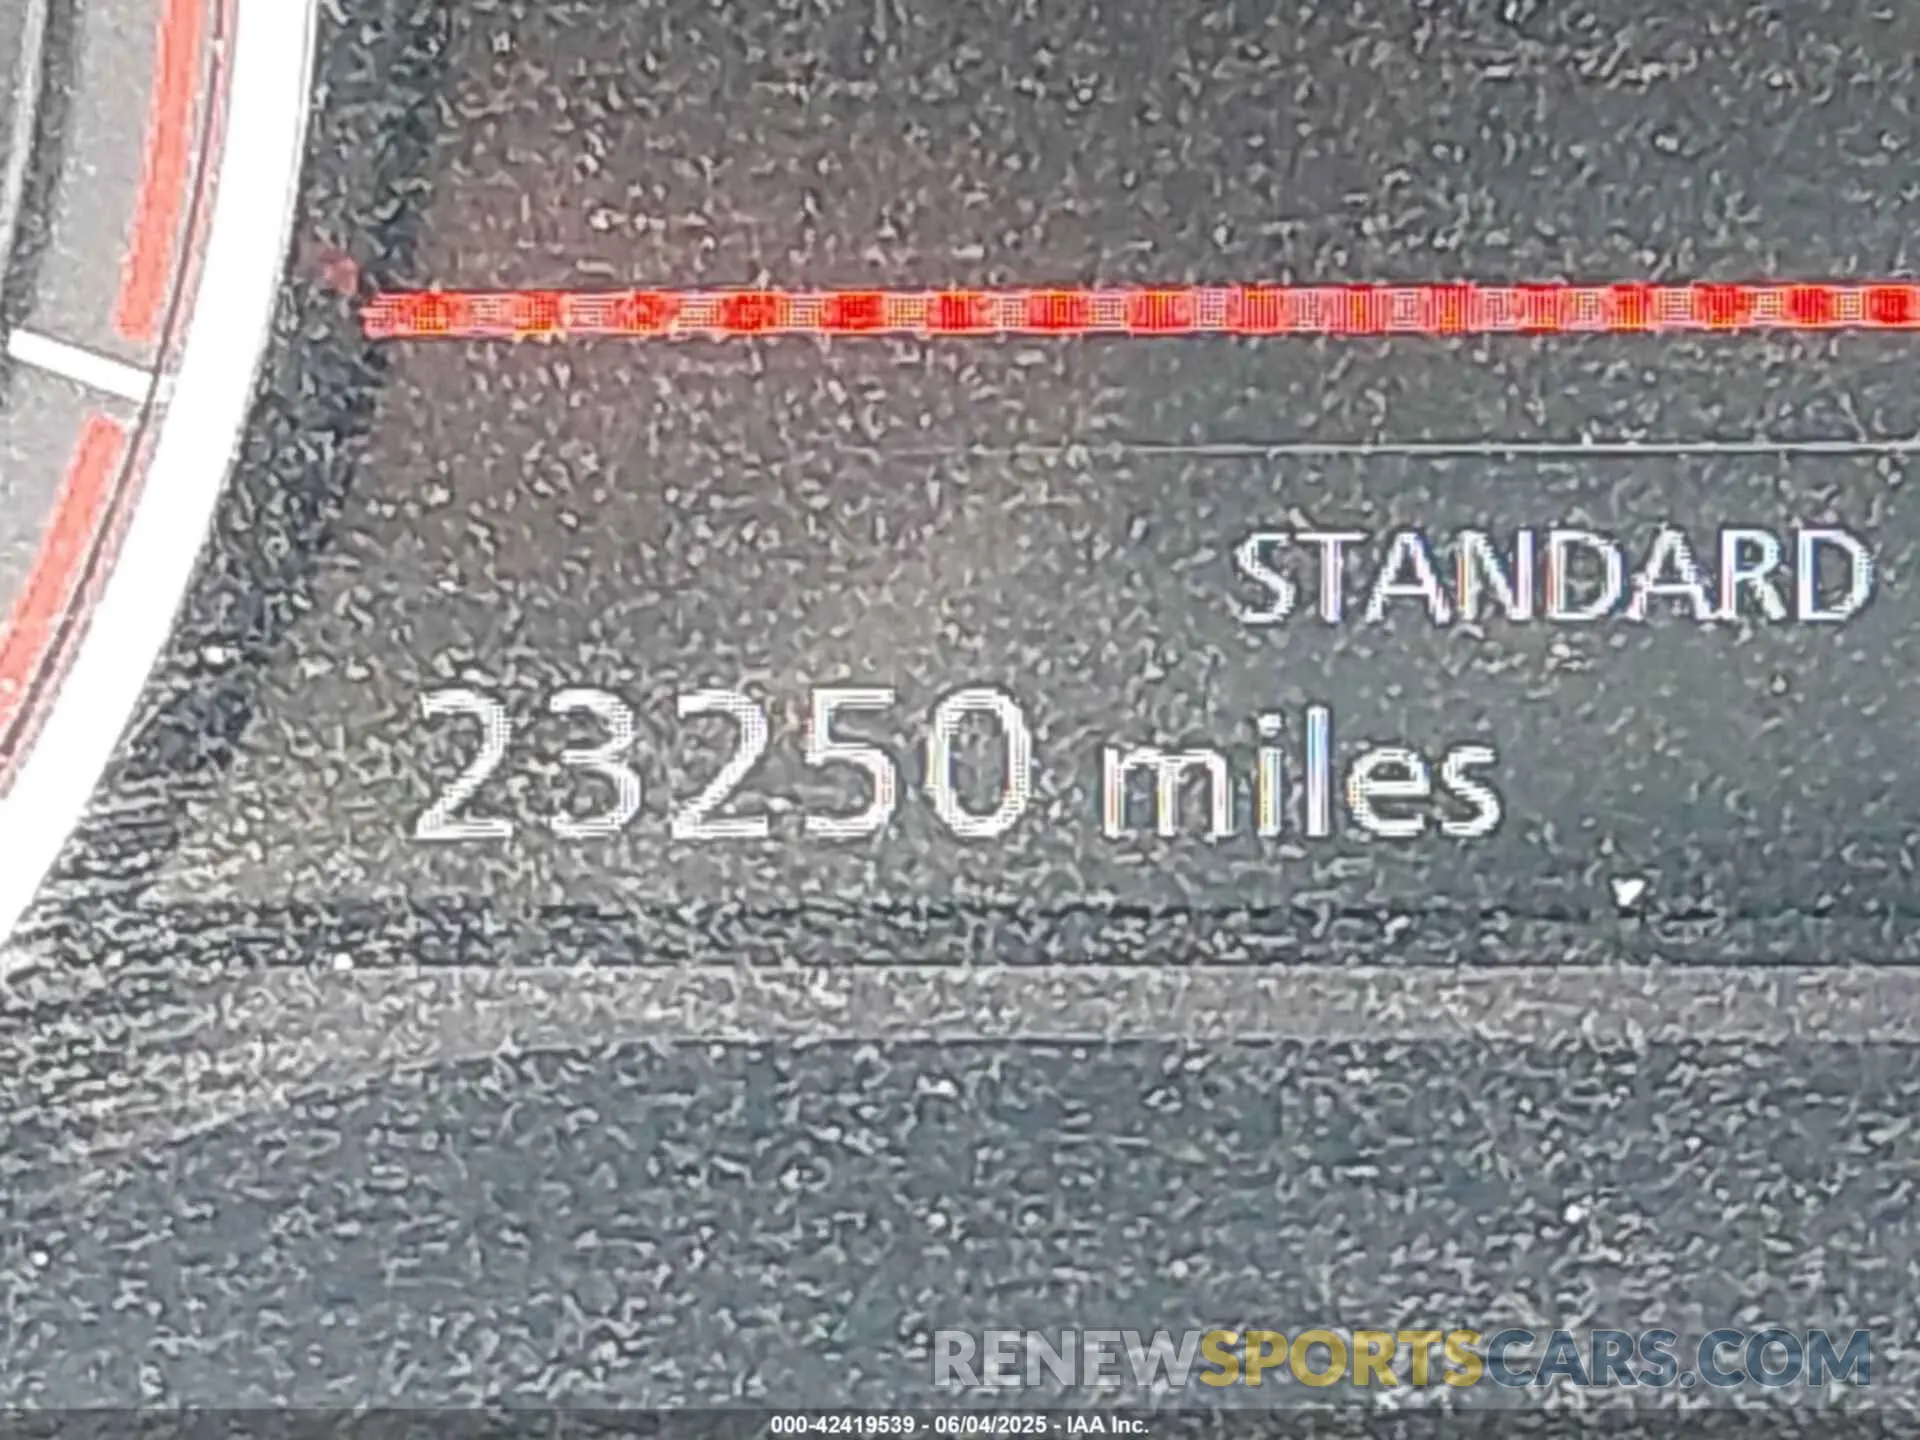 STANDARD
23250 miles
RENEWSPORTSCARS.COM
000-42419539 - 06/04/2025 - IAA Inc.